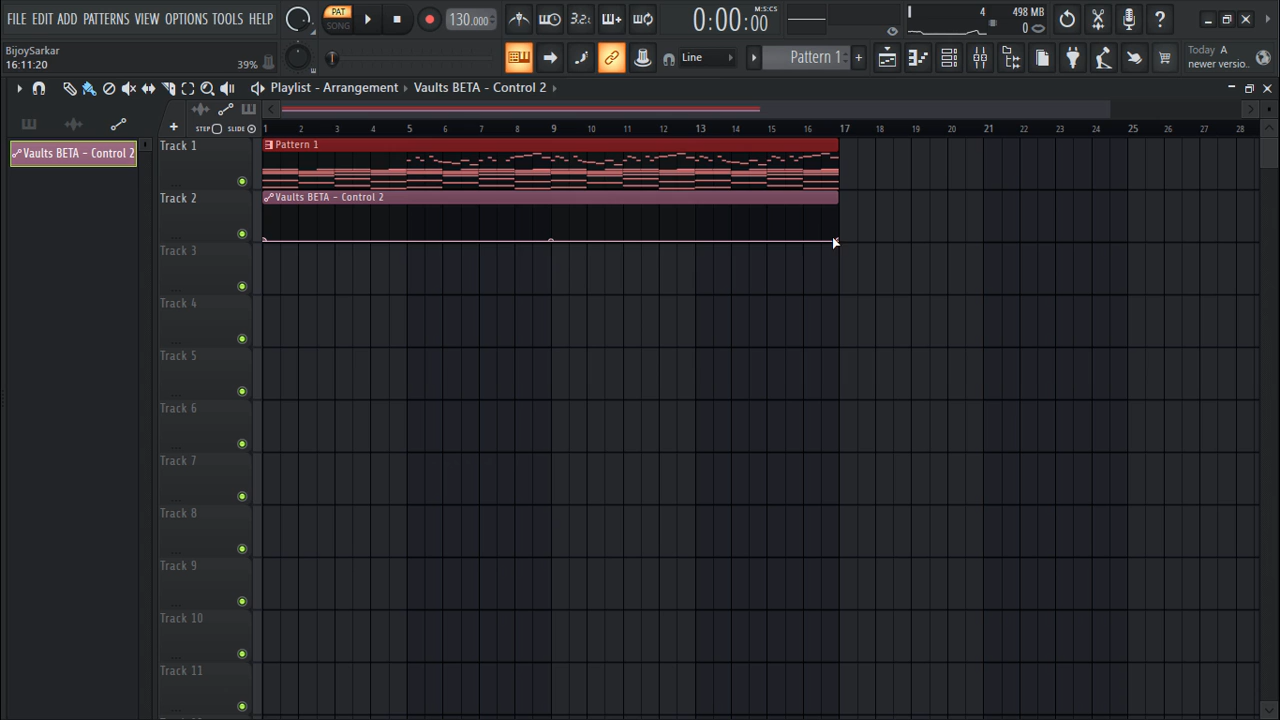 FILE EDIT ADD PATTERNS VIEW OPTIONS TOOLS HELP
PAT
SONG
130.000
3.2.
0:00:00
M:S:CS
4
498 MB
0
BijoySarkar
16:11:20
39%
Line
Pattern 1
Today A
newer versio..
Playlist - Arrangement Vaults BETA - Control 2
STEP SLIDE
1 2 3 4 5 6 7 8 9 10 11 12 13 14 15 16 17 18 19 20 21 22 23 24 25 26 27 28
Vaults BETA - Control 2
Track 1
Pattern 1
Track 2
Vaults BETA - Control 2
Track 3
Track 4
Track 5
Track 6
Track 7
Track 8
Track 9
Track 10
Track 11